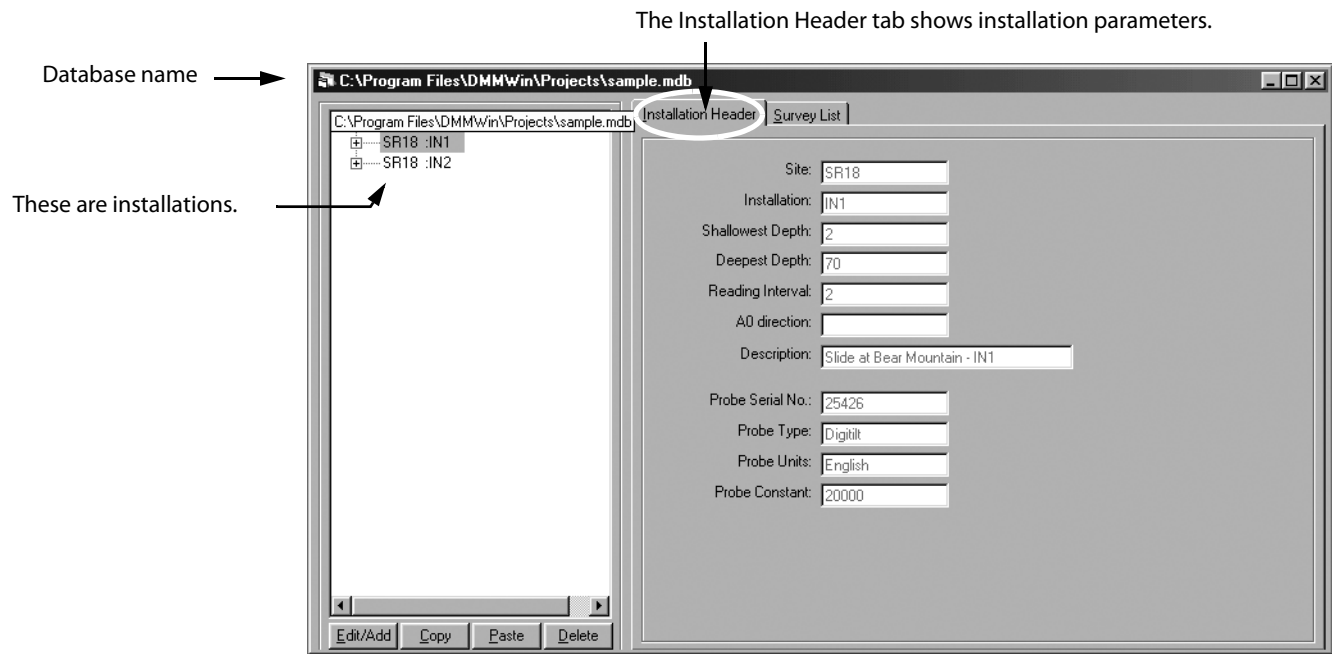 The Installation Header tab shows installation parameters.
Database name
C:\Program Files\DMMWin\Projects\sample.mdb
C:\Program Files\DMMWin\Projects\sample.mdb
Installation Header
Survey List
SR18 :IN1
SR18 :IN2
These are installations.
Site: SR18
Installation: IN1
Shallowest Depth: 2
Deepest Depth: 70
Reading Interval: 2
A0 direction:
Description: Slide at Bear Mountain - IN1
Probe Serial No.: 25426
Probe Type: Digitilt
Probe Units: English
Probe Constant: 20000
Edit/Add Copy Paste Delete